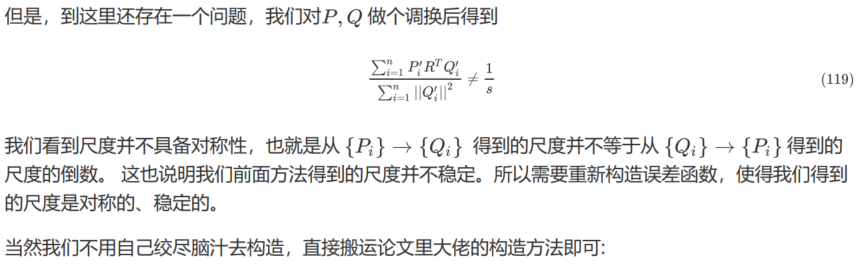 但是，到这里还存在一个问题，我们对P, Q 做个调换后得到
\frac{\sum_{i=1}^{n} P_i' R^T Q_i'}{\sum_{i=1}^{n} ||Q_i'||^2} \neq \frac{1}{s} (119)
我们看到尺度并不具备对称性，也就是从 {P_i} → {Q_i} 得到的尺度并不等于从 {Q_i} → {P_i} 得到的
尺度的倒数。 这也说明我们前面方法得到的尺度并不稳定。所以需要重新构造误差函数，使得我们得到
的尺度是对称的、稳定的。
当然我们不用自己绞尽脑汁去构造，直接搬运论文里大佬的构造方法即可: